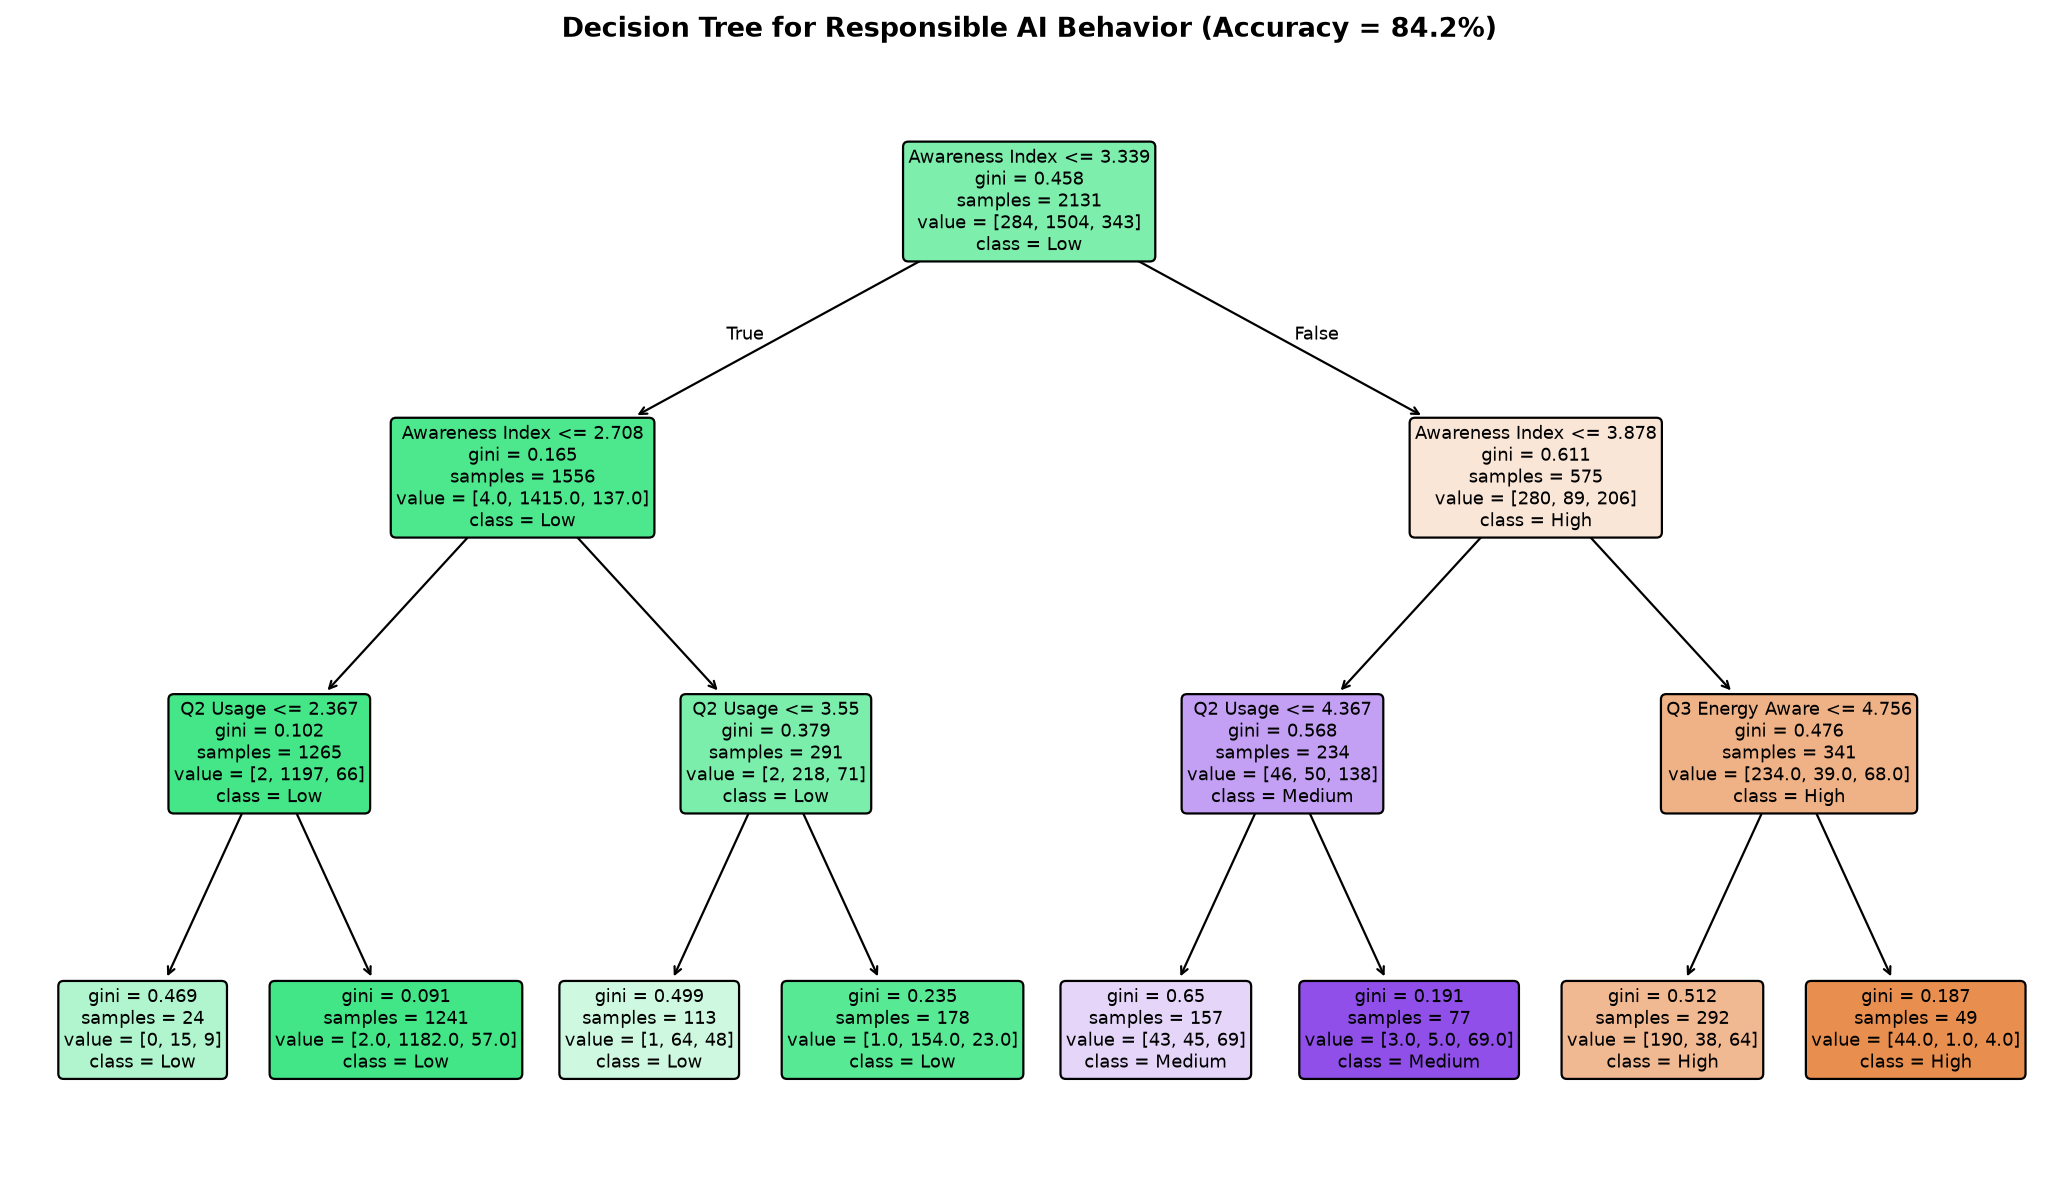 Decision Tree for Responsible AI Behavior (Accuracy = 84.2%)
Awareness Index <= 3.339
gini = 0.458
samples = 2131
value = [284, 1504, 343]
class = Low
True
False
Awareness Index <= 2.708
gini = 0.165
samples = 1556
value = [4.0, 1415.0, 137.0]
class = Low
Awareness Index <= 3.878
gini = 0.611
samples = 575
value = [280, 89, 206]
class = High
Q2 Usage <= 2.367
gini = 0.102
samples = 1265
value = [2, 1197, 66]
class = Low
Q2 Usage <= 3.55
gini = 0.379
samples = 291
value = [2, 218, 71]
class = Low
Q2 Usage <= 4.367
gini = 0.568
samples = 234
value = [46, 50, 138]
class = Medium
Q3 Energy Aware <= 4.756
gini = 0.476
samples = 341
value = [234.0, 39.0, 68.0]
class = High
gini = 0.469
samples = 24
value = [0, 15, 9]
class = Low
gini = 0.091
samples = 1241
value = [2.0, 1182.0, 57.0]
class = Low
gini = 0.499
samples = 113
value = [1, 64, 48]
class = Low
gini = 0.235
samples = 178
value = [1.0, 154.0, 23.0]
class = Low
gini = 0.65
samples = 157
value = [43, 45, 69]
class = Medium
gini = 0.191
samples = 77
value = [3.0, 5.0, 69.0]
class = Medium
gini = 0.512
samples = 292
value = [190, 38, 64]
class = High
gini = 0.187
samples = 49
value = [44.0, 1.0, 4.0]
class = High